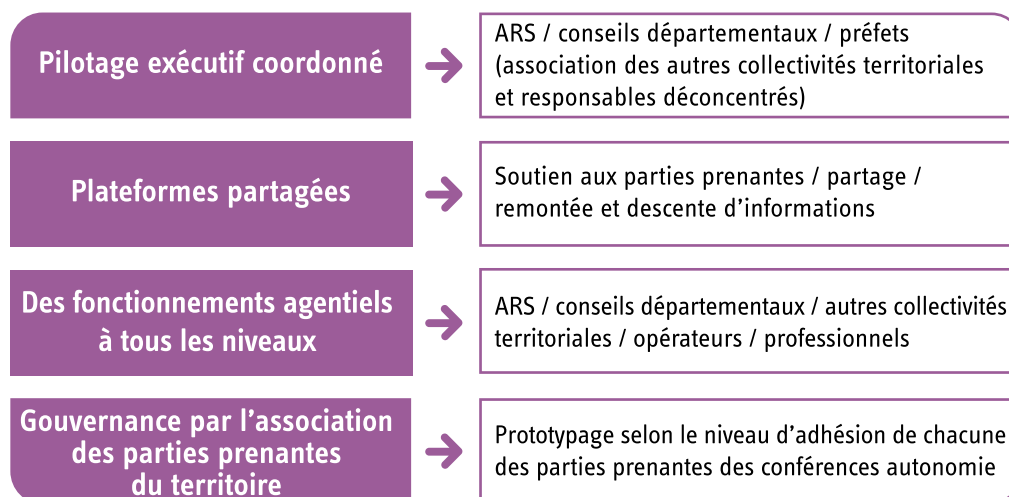 Pilotage exécutif coordonné
ARS / conseils départementaux / préfets
(association des autres collectivités territoriales
et responsables déconcentrés)
Plateformes partagées
Soutien aux parties prenantes / partage /
remontée et descente d’informations
Des fonctionnements agentiels
à tous les niveaux
ARS / conseils départementaux / autres collectivités
territoriales / opérateurs / professionnels
Gouvernance par l’association
des parties prenantes
du territoire
Prototypage selon le niveau d’adhésion de chacune
des parties prenantes des conférences autonomie